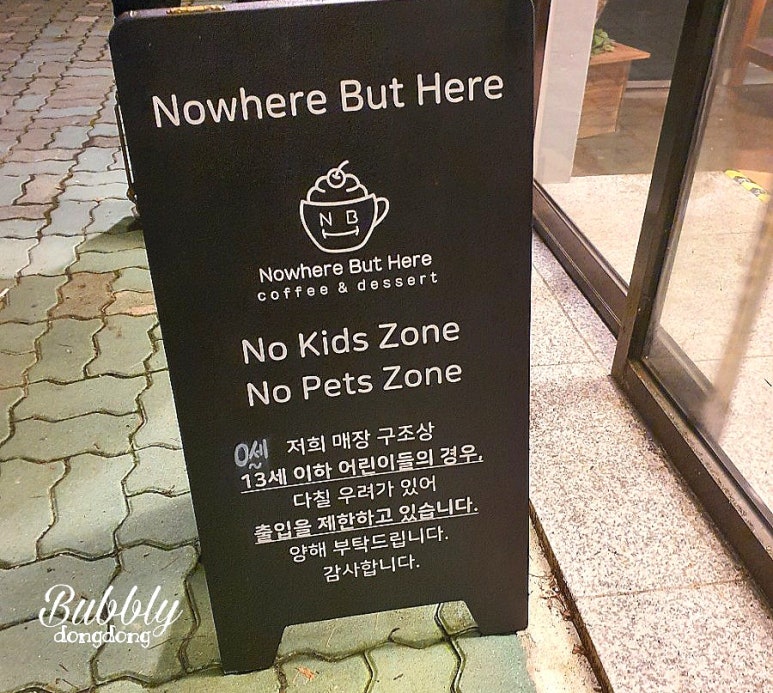 Nowhere But Here
N B
Nowhere But Here
coffee & dessert
No Kids Zone
No Pets Zone
0세~
저희 매장 구조상
13세 이하 어린이들의 경우,
다칠 우려가 있어
출입을 제한하고 있습니다.
양해 부탁드립니다.
감사합니다.
Bubbly
dongdong